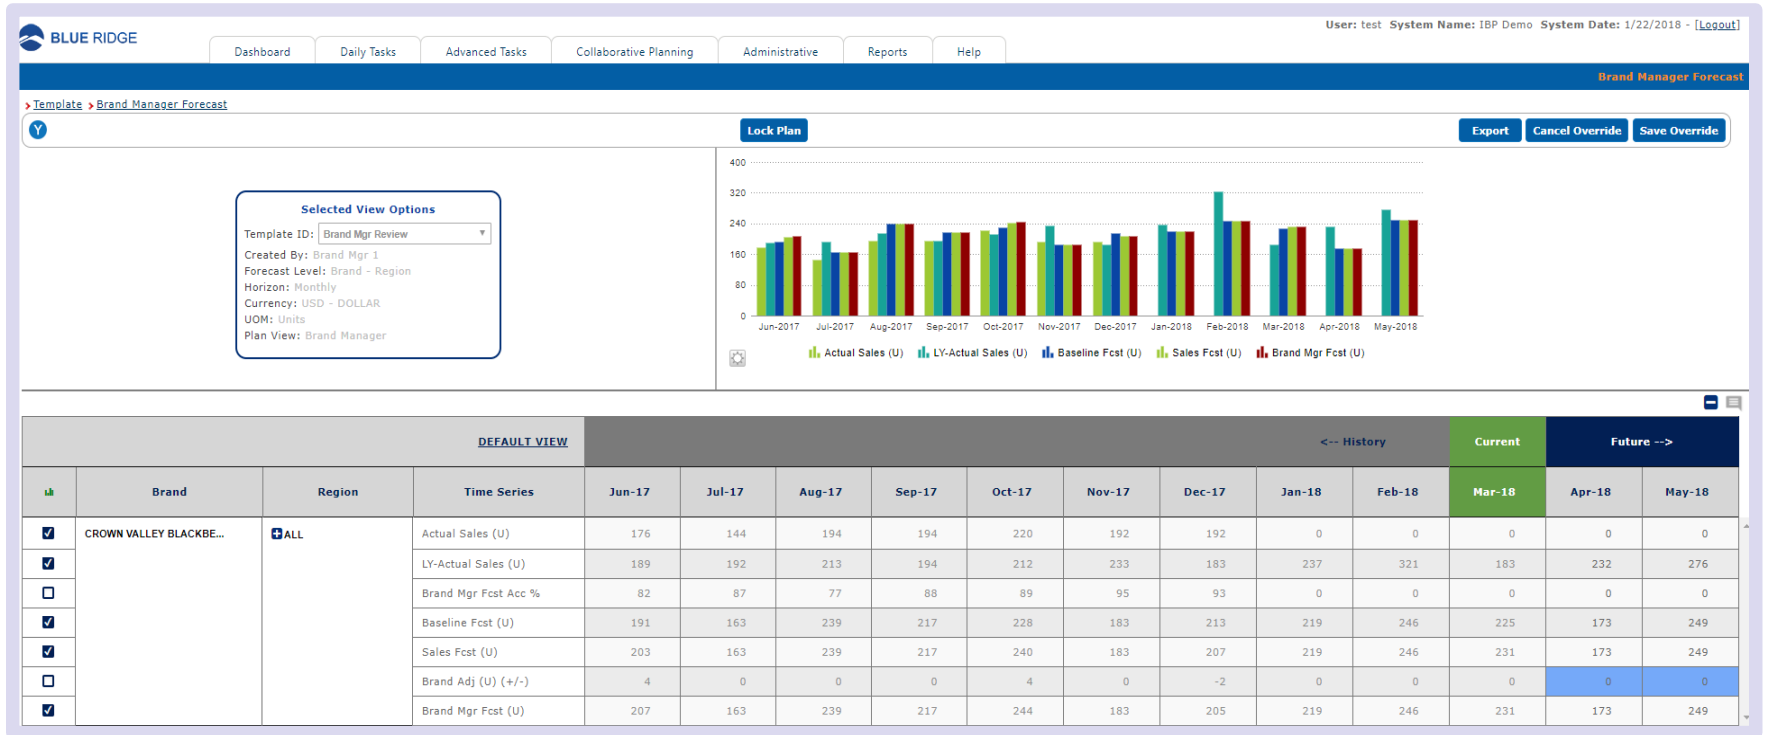 User: test System Name: IBP Demo System Date: 1/22/2018 - [Logout]
BLUE RIDGE
Dashboard Daily Tasks Advanced Tasks Collaborative Planning Administrative Reports Help
Brand Manager Forecast
Template Brand Manager Forecast
Y Lock Plan Export Cancel Override Save Override
Selected View Options
Template ID: Brand Mgr Review
Created By: Brand Mgr 1
Forecast Level: Brand - Region
Horizon: Monthly
Currency: USD - DOLLAR
UOM: Units
Plan View: Brand Manager
400
320
240
160
80
0
Jun-2017 Jul-2017 Aug-2017 Sep-2017 Oct-2017 Nov-2017 Dec-2017 Jan-2018 Feb-2018 Mar-2018 Apr-2018 May-2018
Actual Sales (U) LY-Actual Sales (U) Baseline Fcst (U) Sales Fcst (U) Brand Mgr Fcst (U)
DEFAULT VIEW <-- History Current Future -->
Brand Region Time Series Jun-17 Jul-17 Aug-17 Sep-17 Oct-17 Nov-17 Dec-17 Jan-18 Feb-18 Mar-18 Apr-18 May-18
CROWN VALLEY BLACKBE... ALL Actual Sales (U) 176 144 194 194 220 192 192 0 0 0 0 0
LY-Actual Sales (U) 189 192 213 194 212 233 183 237 321 183 232 276
Brand Mgr Fcst Acc % 82 87 77 88 89 95 93 0 0 0 0 0
Baseline Fcst (U) 191 163 239 217 228 183 213 219 246 225 173 249
Sales Fcst (U) 203 163 239 217 240 183 207 219 246 231 173 249
Brand Adj (U) (+/-) 4 0 0 0 4 0 -2 0 0 0 0 0
Brand Mgr Fcst (U) 207 163 239 217 244 183 205 219 246 231 173 249